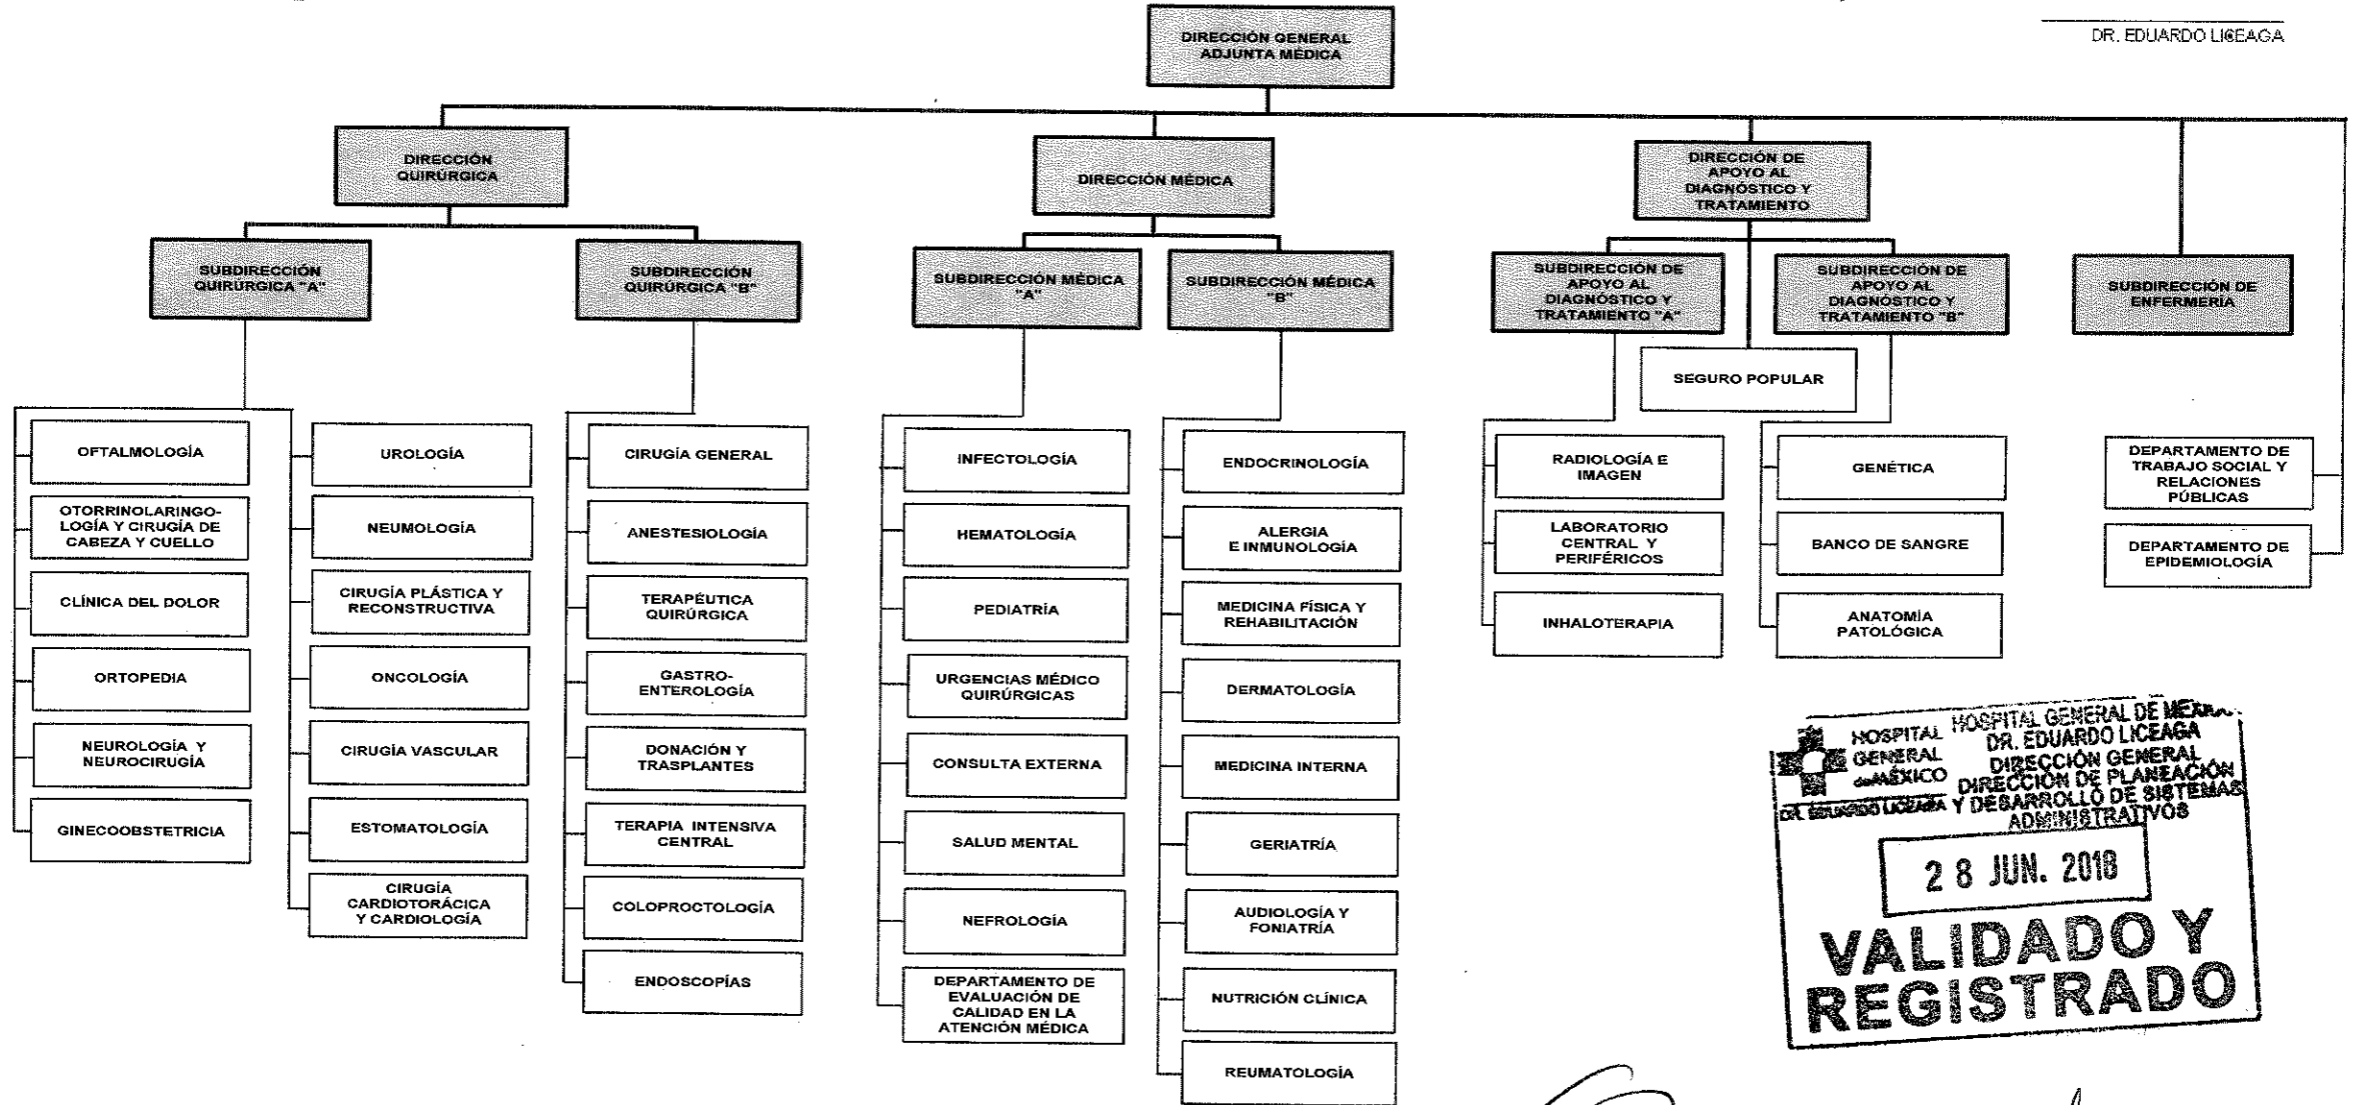 DIRECCIÓN GENERAL
ADJUNTA MÉDICA
DR. EDUARDO LICEAGA
DIRECCIÓN
QUIRÚRGICA
DIRECCIÓN MÉDICA
DIRECCIÓN DE
APOYO AL
DIAGNÓSTICO Y
TRATAMIENTO
SUBDIRECCIÓN
QUIRÚRGICA "A"
SUBDIRECCIÓN
QUIRÚRGICA "B"
SUBDIRECCIÓN MÉDICA
"A"
SUBDIRECCIÓN MÉDICA
"B"
SUBDIRECCIÓN DE
APOYO AL
DIAGNÓSTICO Y
TRATAMIENTO "A"
SUBDIRECCIÓN DE
APOYO AL
DIAGNÓSTICO Y
TRATAMIENTO "B"
SUBDIRECCIÓN DE
ENFERMERÍA
SEGURO POPULAR
OFTALMOLOGÍA
OTORRINOLARINGO-
LOGÍA Y CIRUGÍA DE
CABEZA Y CUELLO
CLÍNICA DEL DOLOR
ORTOPEDIA
NEUROLOGÍA Y
NEUROCIRUGÍA
GINECOOBSTETRICIA
UROLOGÍA
NEUMOLOGÍA
CIRUGÍA PLÁSTICA Y
RECONSTRUCTIVA
ONCOLOGÍA
CIRUGÍA VASCULAR
ESTOMATOLOGÍA
CIRUGÍA
CARDIOTORÁCICA
Y CARDIOLOGÍA
CIRUGÍA GENERAL
ANESTESIOLOGÍA
TERAPÉUTICA
QUIRÚRGICA
GASTRO-
ENTEROLOGÍA
DONACIÓN Y
TRASPLANTES
TERAPIA INTENSIVA
CENTRAL
COLOPROCTOLOGÍA
ENDOSCOPÍAS
INFECTOLOGÍA
HEMATOLOGÍA
PEDIATRÍA
URGENCIAS MÉDICO
QUIRÚRGICAS
CONSULTA EXTERNA
SALUD MENTAL
NEFROLOGÍA
DEPARTAMENTO DE
EVALUACIÓN DE
CALIDAD EN LA
ATENCIÓN MÉDICA
ENDOCRINOLOGÍA
ALERGIA
E INMUNOLOGÍA
MEDICINA FÍSICA Y
REHABILITACIÓN
DERMATOLOGÍA
MEDICINA INTERNA
GERIATRÍA
AUDIOLOGÍA Y
FONIATRÍA
NUTRICIÓN CLÍNICA
REUMATOLOGÍA
RADIOLOGÍA E
IMAGEN
LABORATORIO
CENTRAL Y
PERIFÉRICOS
INHALOTERAPIA
GENÉTICA
BANCO DE SANGRE
ANATOMÍA
PATOLÓGICA
DEPARTAMENTO DE
TRABAJO SOCIAL Y
RELACIONES
PÚBLICAS
DEPARTAMENTO DE
EPIDEMIOLOGÍA
HOSPITAL
GENERAL
de MÉXICO
DR. EDUARDO LICEAGA
HOSPITAL GENERAL DE MÉXICO
DR. EDUARDO LICEAGA
DIRECCIÓN GENERAL
DIRECCIÓN DE PLANEACIÓN
Y DESARROLLO DE SISTEMAS
ADMINISTRATIVOS
28 JUN. 2018
VALIDADO Y
REGISTRADO